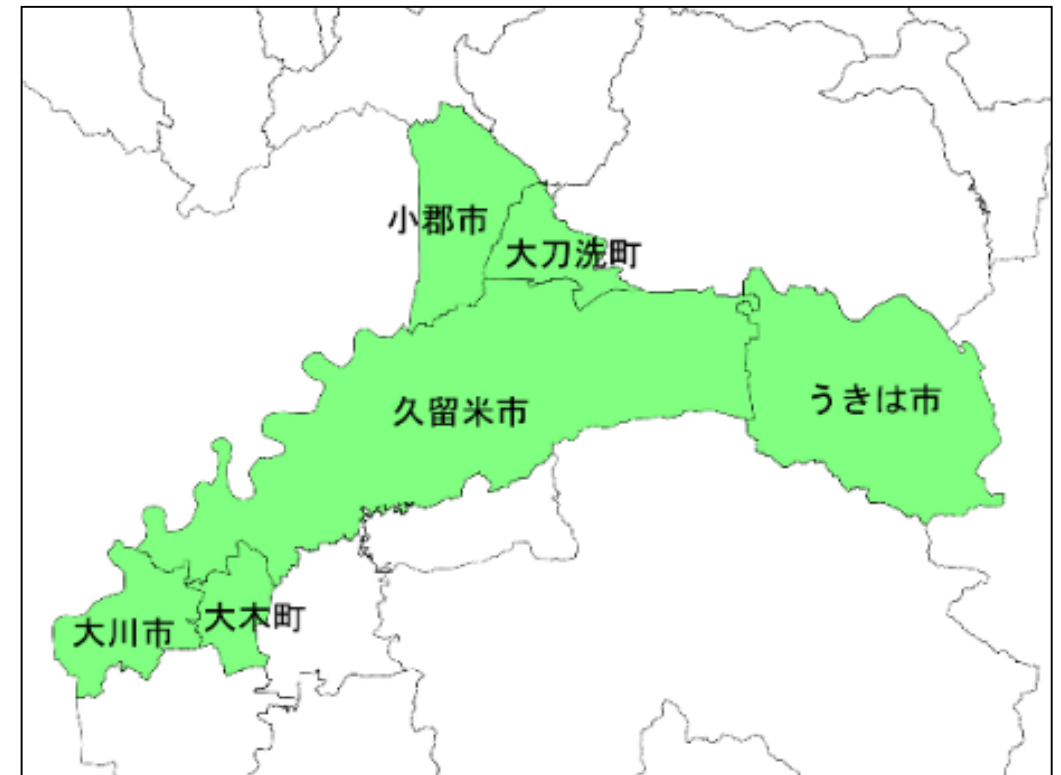 小郡市
大刀洗町
久留米市
うきは市
大川市
大木町